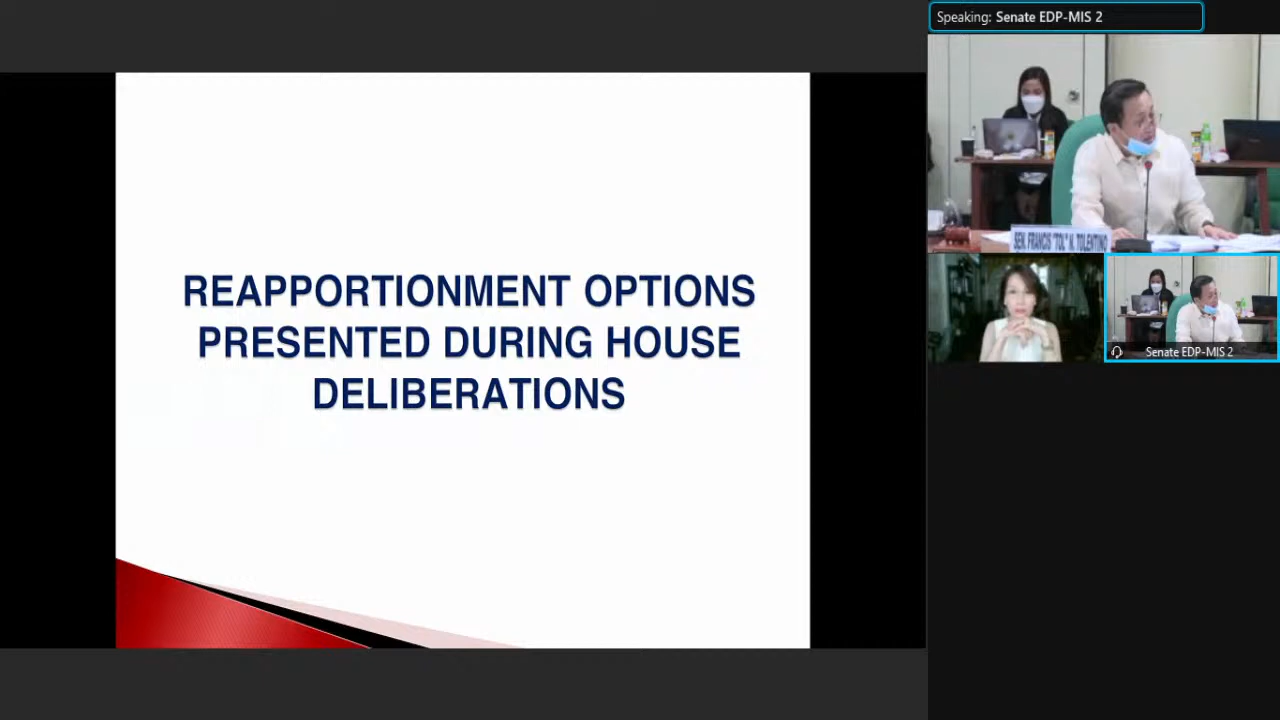 Speaking: Senate EDP-MIS 2
REAPPORTIONMENT OPTIONS
PRESENTED DURING HOUSE
DELIBERATIONS
SEN. FRANCIS "TOL" N. TOLENTINO
Senate EDP-MIS 2